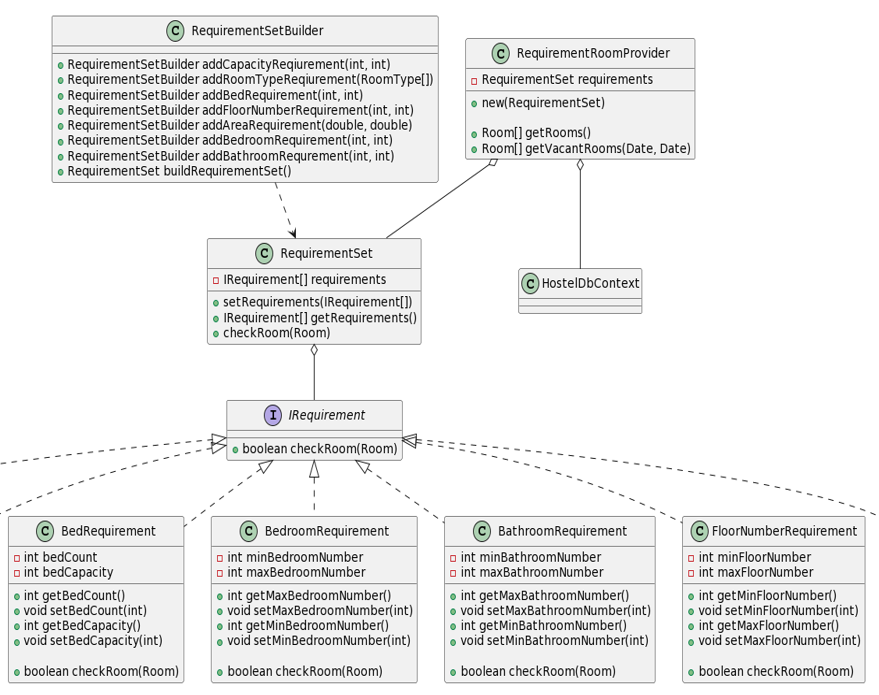 C RequirementSetBuilder
RequirementSetBuilder addCapacityReqiurement(int, int)
RequirementSetBuilder addRoomTypeReqiurement(RoomType[])
RequirementSetBuilder addBedRequirement(int, int)
RequirementSetBuilder addFloorNumberRequirement(int, int)
RequirementSetBuilder addAreaRequirement(double, double)
RequirementSetBuilder addBedroomRequirement(int, int)
RequirementSetBuilder addBathroomRequrement(int, int)
RequirementSet buildRequirementSet()
C RequirementRoomProvider
RequirementSet requirements
new(RequirementSet)
Room[] getRooms()
Room[] getVacantRooms(Date, Date)
C RequirementSet
IRequirement[] requirements
setRequirements(IRequirement[])
IRequirement[] getRequirements()
checkRoom(Room)
C HostelDbContext
I IRequirement
boolean checkRoom(Room)
C BedRequirement
int bedCount
int bedCapacity
int getBedCount()
void setBedCount(int)
int getBedCapacity()
void setBedCapacity(int)
boolean checkRoom(Room)
C BedroomRequirement
int minBedroomNumber
int maxBedroomNumber
int getMaxBedroomNumber()
void setMaxBedroomNumber(int)
int getMinBedroomNumber()
void setMinBedroomNumber(int)
boolean checkRoom(Room)
C BathroomRequirement
int minBathroomNumber
int maxBathroomNumber
int getMaxBathroomNumber()
void setMaxBathroomNumber(int)
int getMinBathroomNumber()
void setMinBathroomNumber(int)
boolean checkRoom(Room)
C FloorNumberRequirement
int minFloorNumber
int maxFloorNumber
int getMinFloorNumber()
void setMinFloorNumber(int)
int getMaxFloorNumber()
void setMaxFloorNumber(int)
boolean checkRoom(Room)